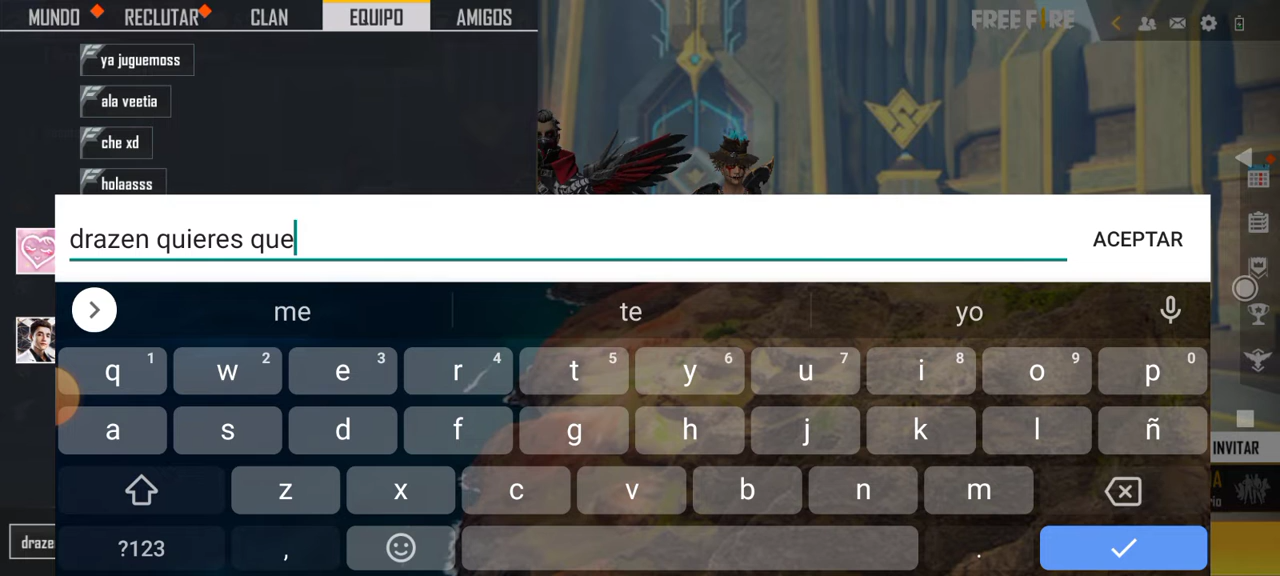 MUNDO RECLUTAR CLAN EQUIPO AMIGOS
FREE FIRE
ya juguemoss
ala veetia
che xd
holaasss
drazen quieres que
ACEPTAR
me te yo
q 1 w 2 e 3 r 4 t 5 y 6 u 7 i 8 o 9 p 0
a s d f g h j k l ñ
z x c v b n m
?123 , .
INVITAR
draze